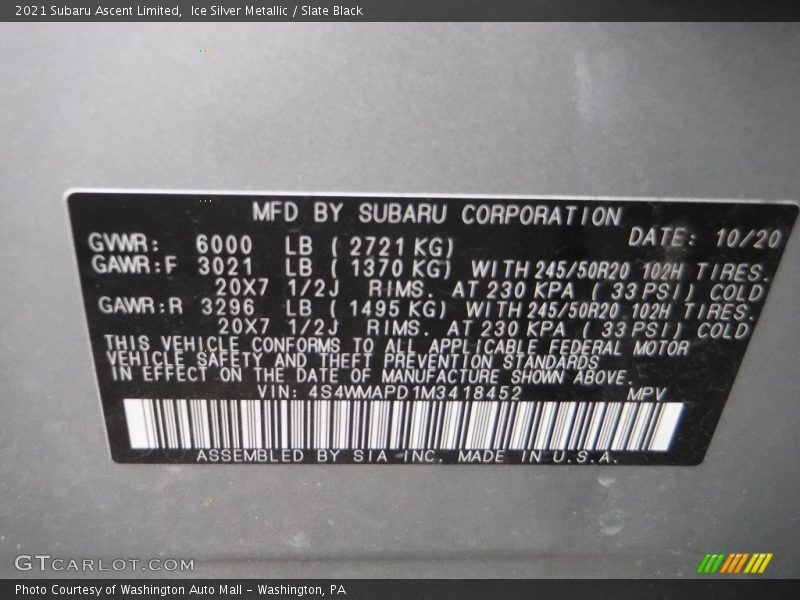 2021 Subaru Ascent Limited, Ice Silver Metallic / Slate Black
MFD BY SUBARU CORPORATION
DATE: 10/20
GVWR: 6000 LB ( 2721 KG)
GAWR:F 3021 LB ( 1370 KG) WITH 245/50R20 102H TIRES.
20X7 1/2J RIMS. AT 230 KPA ( 33 PSI) COLD
GAWR:R 3296 LB ( 1495 KG) WITH 245/50R20 102H TIRES.
20X7 1/2J RIMS. AT 230 KPA ( 33 PSI) COLD
THIS VEHICLE CONFORMS TO ALL APPLICABLE FEDERAL MOTOR
VEHICLE SAFETY AND THEFT PREVENTION STANDARDS
IN EFFECT ON THE DATE OF MANUFACTURE SHOWN ABOVE.
VIN: 4S4WMAPD1M3418452 MPV
ASSEMBLED BY SIA INC. MADE IN U.S.A.
GTCARLOT.COM
Photo Courtesy of Washington Auto Mall - Washington, PA